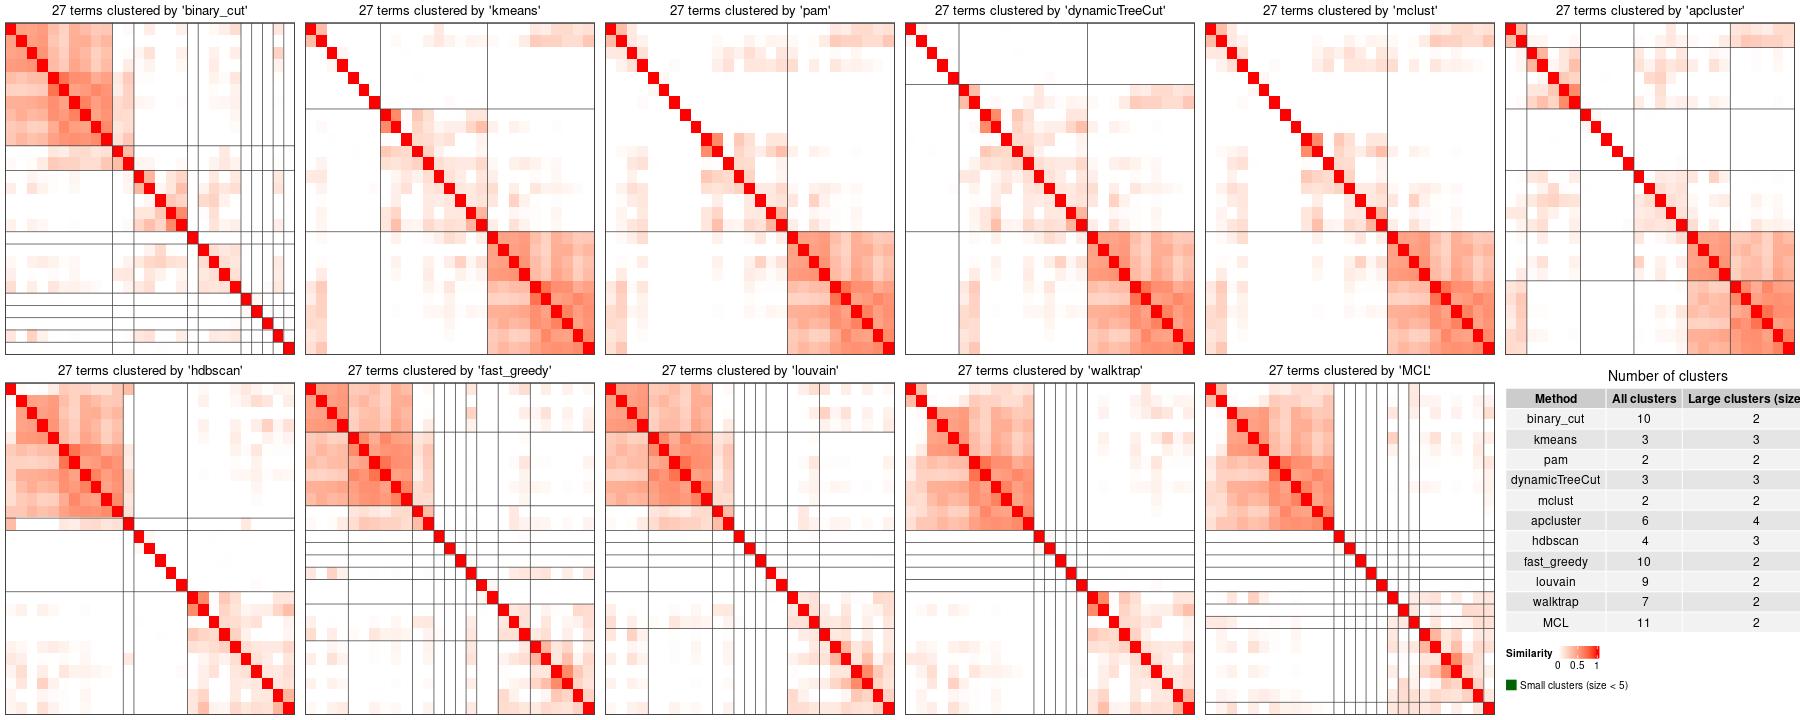 27 terms clustered by 'binary_cut'
27 terms clustered by 'kmeans'
27 terms clustered by 'pam'
27 terms clustered by 'dynamicTreeCut'
27 terms clustered by 'mclust'
27 terms clustered by 'apcluster'
27 terms clustered by 'hdbscan'
27 terms clustered by 'fast_greedy'
27 terms clustered by 'louvain'
27 terms clustered by 'walktrap'
27 terms clustered by 'MCL'
Number of clusters
Method All clusters Large clusters (size
binary_cut 10 2
kmeans 3 3
pam 2 2
dynamicTreeCut 3 3
mclust 2 2
apcluster 6 4
hdbscan 4 3
fast_greedy 10 2
louvain 9 2
walktrap 7 2
MCL 11 2
Similarity
0 0.5 1
Small clusters (size < 5)